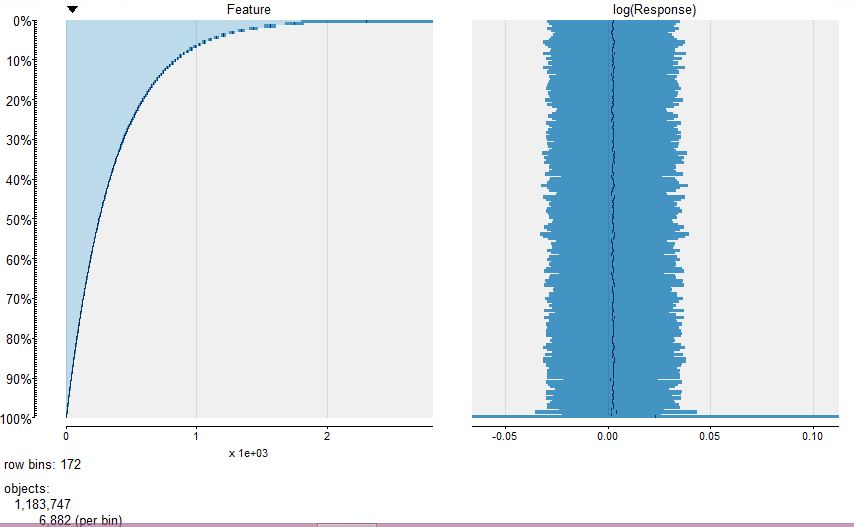 Feature
log(Response)
0%
10%
20%
30%
40%
50%
60%
70%
80%
90%
100%
0 1 2
x 1e+03
-0.05 0.00 0.05 0.10
row bins: 172
objects:
1,183,747
6,882 (per bin)